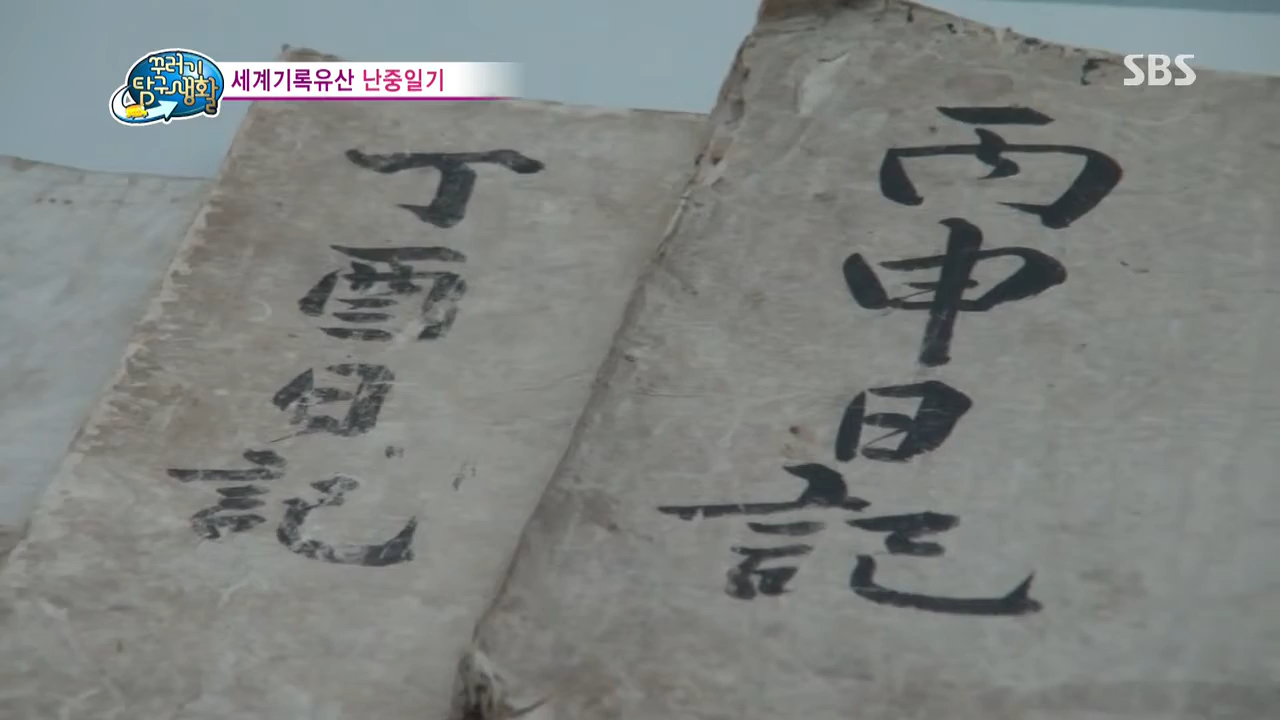 꾸러기
탐구생활
세계기록유산 난중일기
SBS
丙申日記
丁酉日記